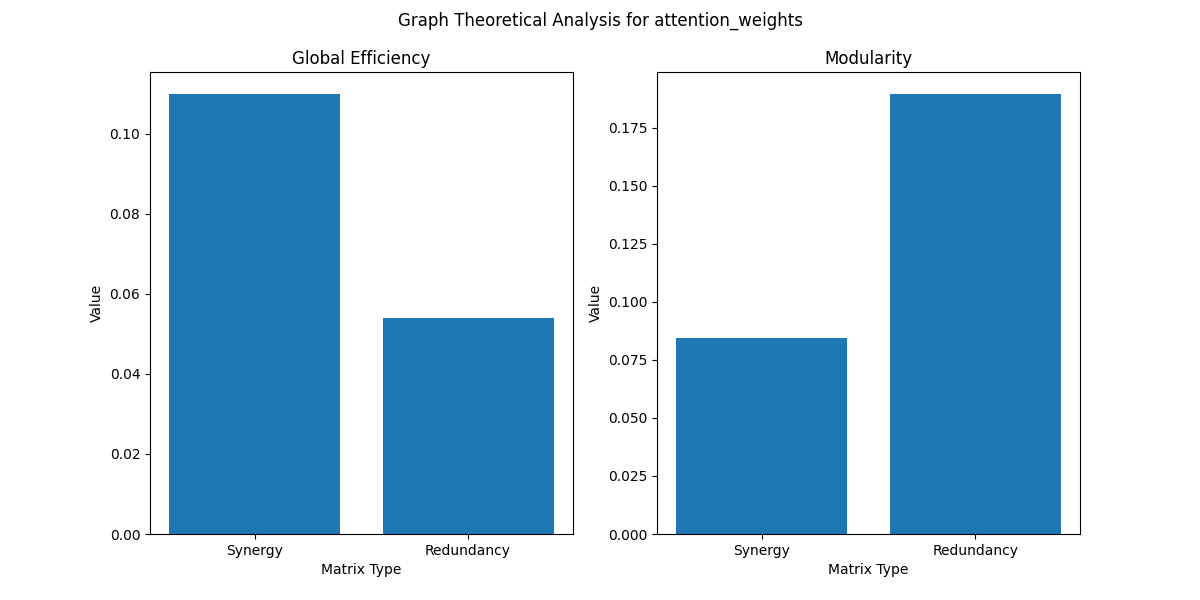 Graph Theoretical Analysis for attention_weights
Global Efficiency
Value
0.10
0.08
0.06
0.04
0.02
0.00
Synergy
Redundancy
Matrix Type
Modularity
Value
0.175
0.150
0.125
0.100
0.075
0.050
0.025
0.000
Synergy
Redundancy
Matrix Type